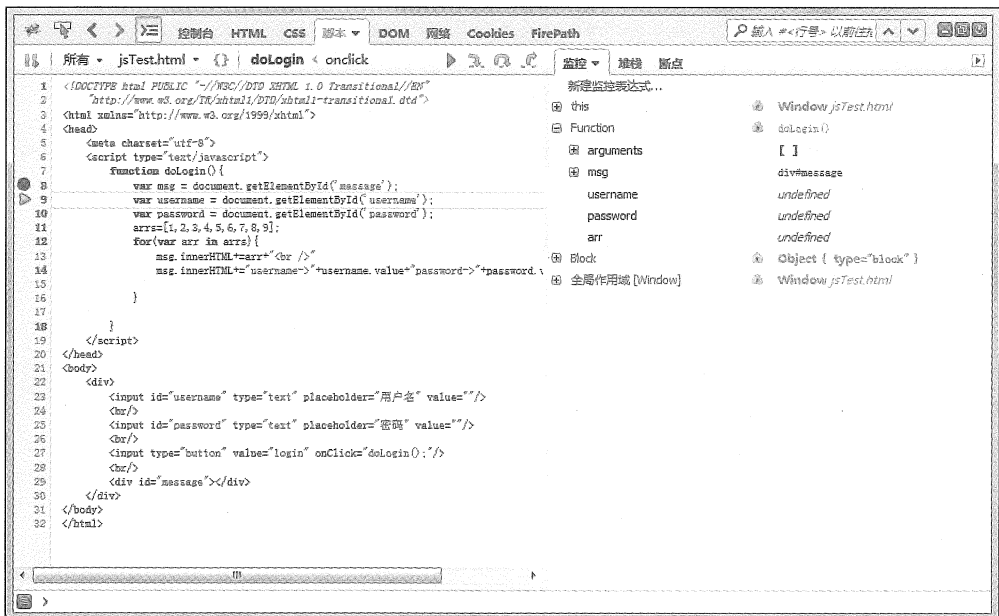 控制台 HTML CSS 脚本 DOM 网络 Cookies FirePath
输入 #<行号> 以前往
所有 jsTest.html {} doLogin < onclick
监控 堆栈 断点
1 <!DOCTYPE html PUBLIC "-//W3C//DTD XHTML 1.0 Transitional//EN"
2 "http://www.w3.org/TR/xhtml1/DTD/xhtml1-transitional.dtd">
3 <html xmlns="http://www.w3.org/1999/xhtml">
4 <head>
5 <meta charset="utf-8">
6 <script type="text/javascript">
7 function doLogin(){
8 var msg = document.getElementById('message');
9 var username = document.getElementById('username');
10 var password = document.getElementById('password');
11 arrs=[1,2,3,4,5,6,7,8,9];
12 for(var arr in arrs){
13 msg.innerHTML+=arr+"<br />"
14 msg.innerHTML+="username->"+username.value+"password->"+password.v
15
16 }
17
18 }
19 </script>
20 </head>
21 <body>
22 <div>
23 <input id="username" type="text" placeholder="用户名" value=""/>
24 <br/>
25 <input id="password" type="text" placeholder="密码" value=""/>
26 <br/>
27 <input type="button" value="login" onClick="doLogin();"/>
28 <br/>
29 <div id="message"></div>
30 </div>
31 </body>
32 </html>
新建监控表达式...
this Window jsTest.html
Function doLogin()
arguments [ ]
msg div#message
username undefined
password undefined
arr undefined
Block Object { type="block" }
全局作用域 [Window] Window jsTest.html